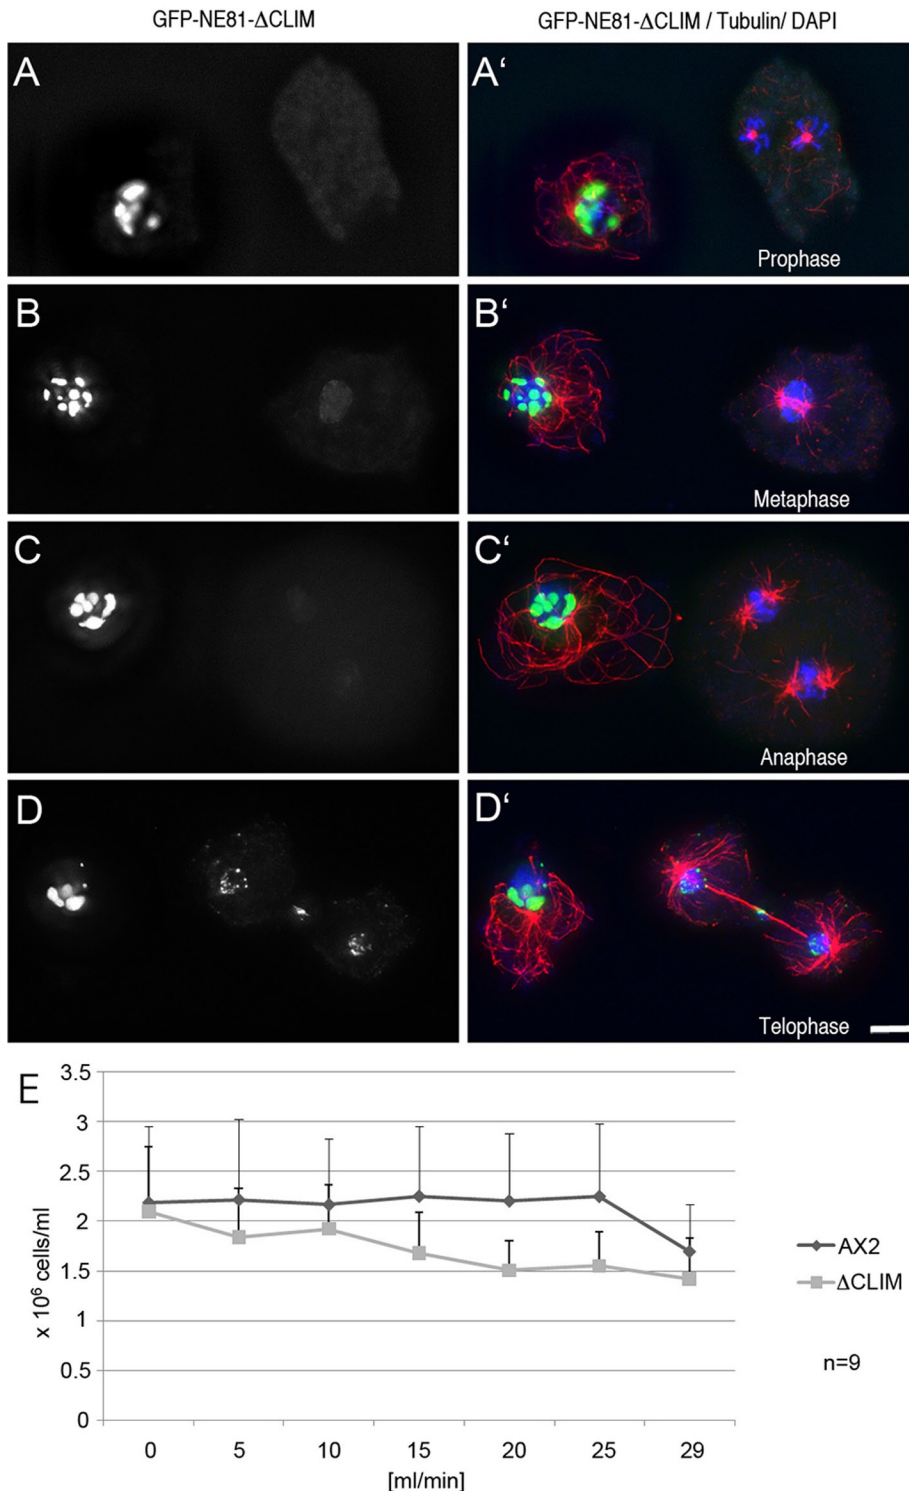 GFP-NE81-ΔCLIM
GFP-NE81-ΔCLIM / Tubulin/ DAPI
A
A‘
Prophase
B
B‘
Metaphase
C
C‘
Anaphase
D
D‘
Telophase
E
3.5
3
2.5
2
1.5
1
0.5
0
x 10⁶ cells/ml
0 5 10 15 20 25 29
[ml/min]
AX2
ΔCLIM
n=9